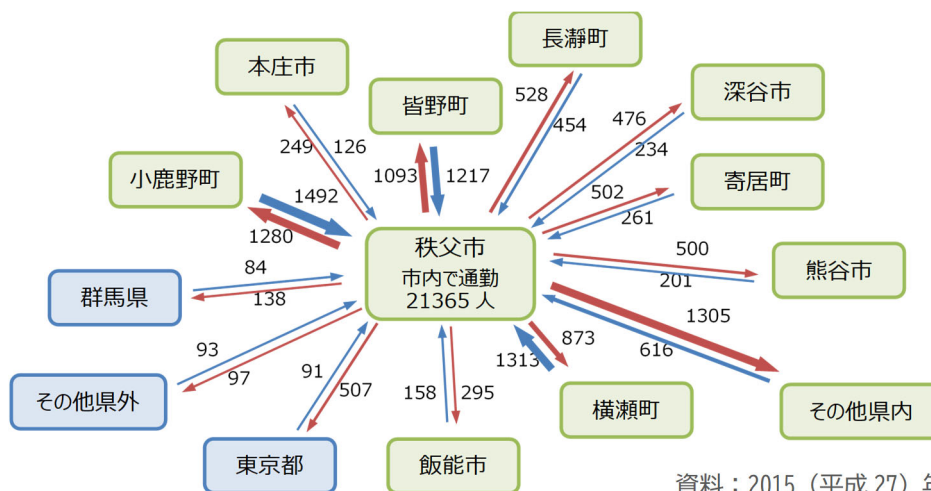 長瀞町
本庄市
皆野町
深谷市
528
454
476
234
249
126
1093
1217
小鹿野町
1492
1280
502
261
寄居町
秩父市
市内で通勤
21365 人
500
201
熊谷市
群馬県
84
138
1305
616
873
1313
93
97
91
507
158
295
その他県外
東京都
飯能市
横瀬町
その他県内
資料：2015（平成 27）年